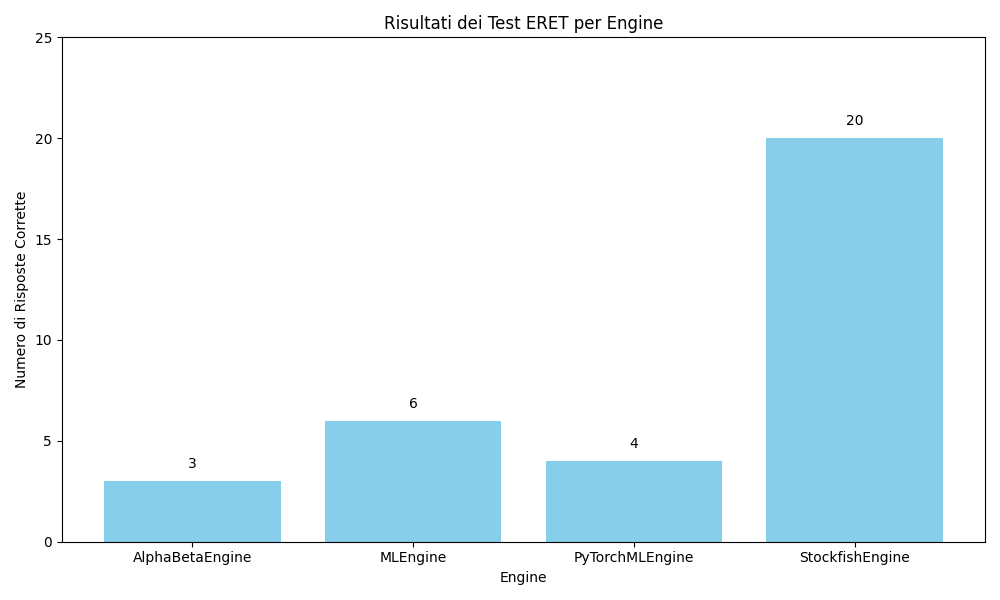 Risultati dei Test ERET per Engine
Numero di Risposte Corrette
25
20
15
10
5
0
3
6
4
20
AlphaBetaEngine
MLEngine
PyTorchMLEngine
StockfishEngine
Engine